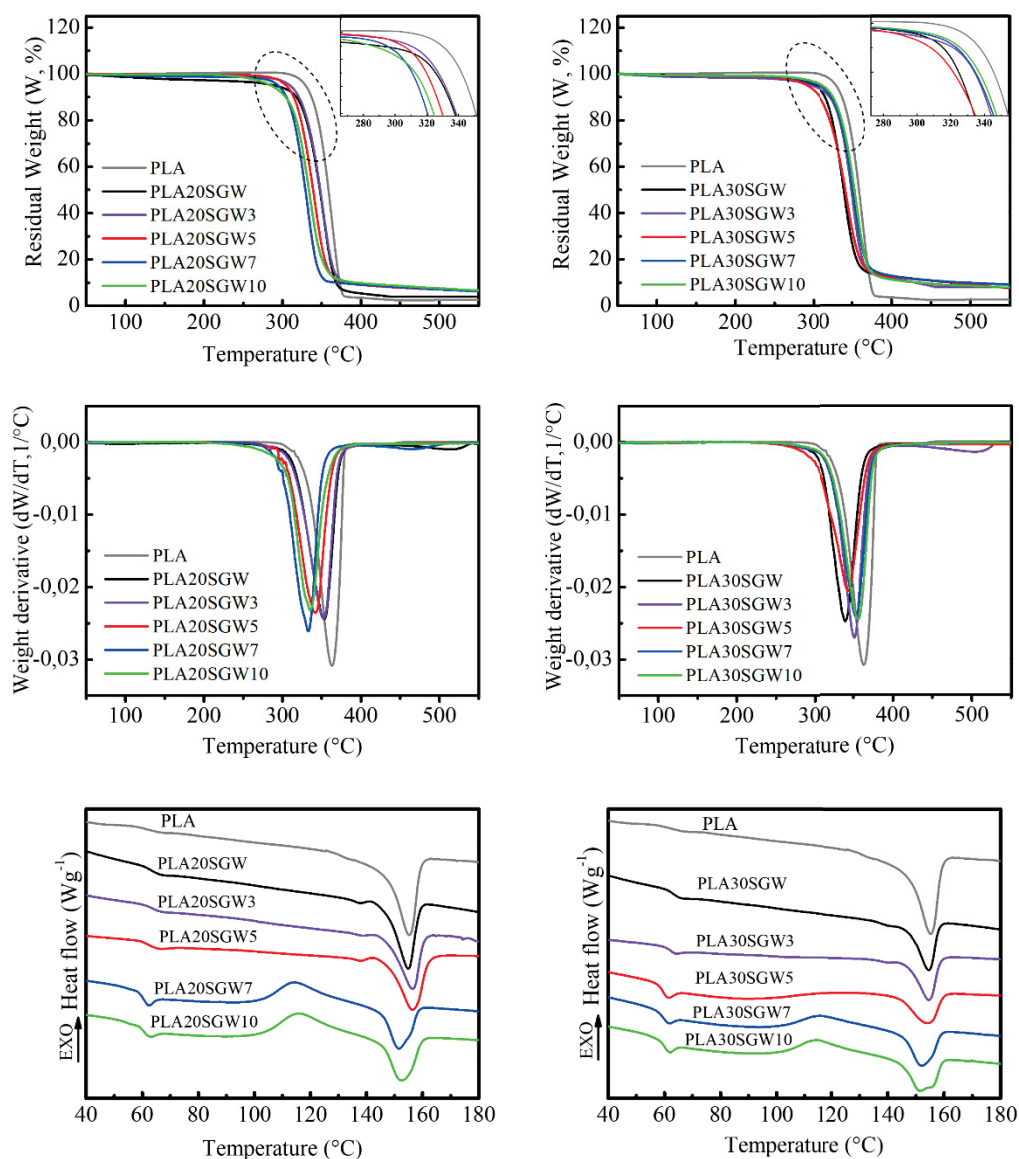 Residual Weight (W, %)
120
100
80
60
40
20
0
280 300 320 340
PLA
PLA20SGW
PLA20SGW3
PLA20SGW5
PLA20SGW7
PLA20SGW10
100 200 300 400 500
Temperature (°C)
Residual Weight (W, %)
120
100
80
60
40
20
0
280 300 320 340
PLA
PLA30SGW
PLA30SGW3
PLA30SGW5
PLA30SGW7
PLA30SGW10
100 200 300 400 500
Temperature (°C)
Weight derivative (dW/dT,1/°C)
0,00
-0,01
-0,02
-0,03
PLA
PLA20SGW
PLA20SGW3
PLA20SGW5
PLA20SGW7
PLA20SGW10
100 200 300 400 500
Temperature (°C)
Weight derivative (dW/dT,1/°C)
0,00
-0,01
-0,02
-0,03
PLA
PLA30SGW
PLA30SGW3
PLA30SGW5
PLA30SGW7
PLA30SGW10
100 200 300 400 500
Temperature (°C)
EXO
Heat flow (Wg⁻¹)
PLA
PLA20SGW
PLA20SGW3
PLA20SGW5
PLA20SGW7
PLA20SGW10
40 60 80 100 120 140 160 180
Temperature (°C)
EXO
Heat flow (Wg⁻¹)
PLA
PLA30SGW
PLA30SGW3
PLA30SGW5
PLA30SGW7
PLA30SGW10
40 60 80 100 120 140 160 180
Temperature (°C)